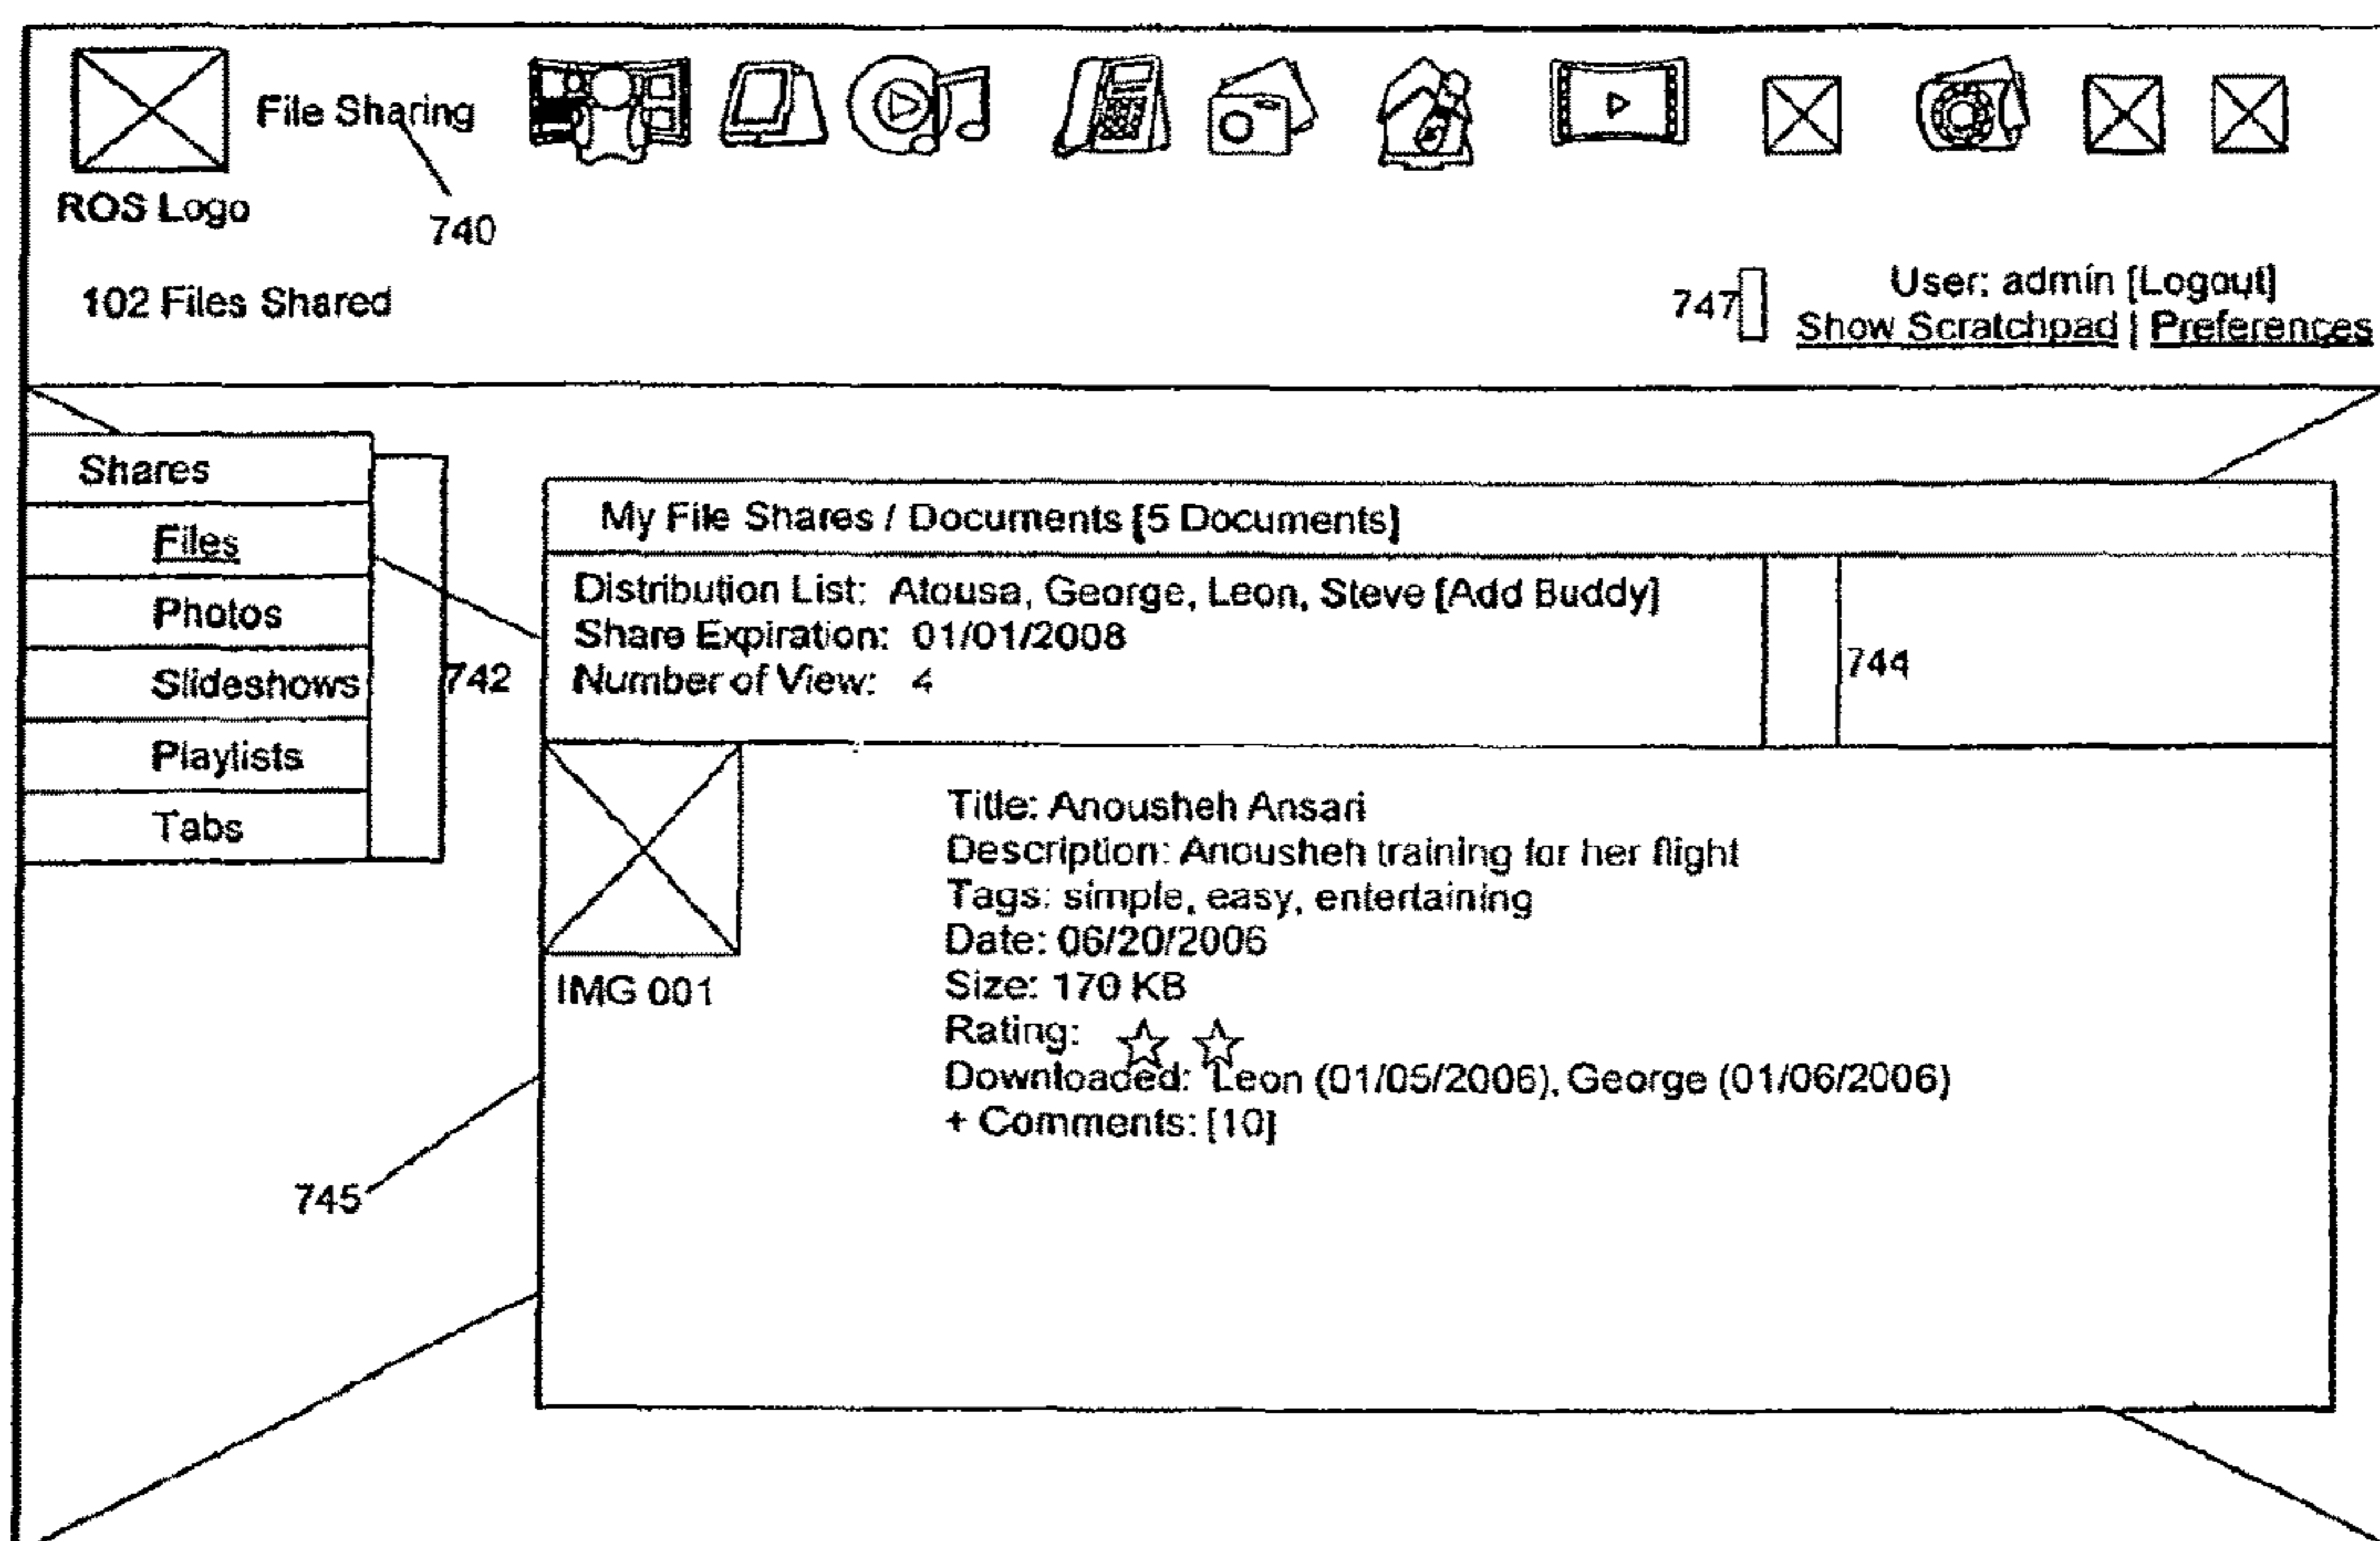 File Sharing
ROS Logo
740
102 Files Shared
747
User: admin [Logout]
Show Scratchpad | Preferences
Shares
Files
Photos
Slideshows
Playlists
Tabs
742
My File Shares / Documents [5 Documents]
Distribution List: Atousa, George, Leon, Steve [Add Buddy]
Share Expiration: 01/01/2008
Number of View: 4
744
IMG 001
Title: Anousheh Ansari
Description: Anousheh training for her flight
Tags: simple, easy, entertaining
Date: 06/20/2006
Size: 170 KB
Rating:
Downloaded: Leon (01/05/2006), George (01/06/2006)
+ Comments: [10]
745